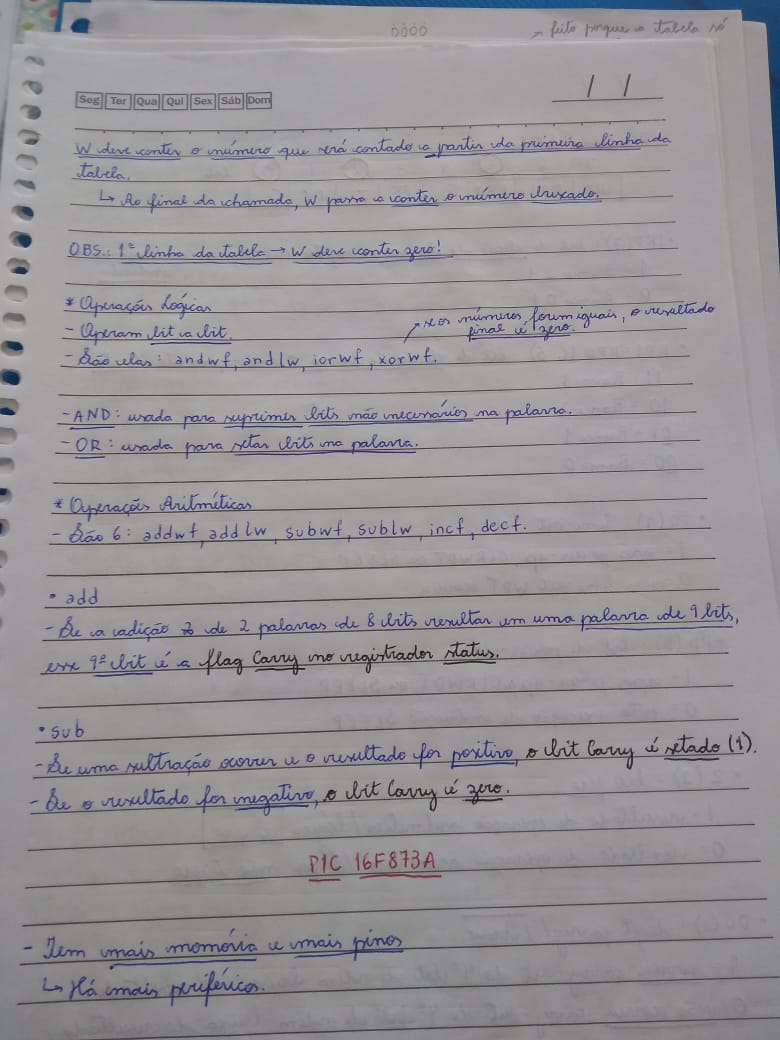 → feito porque a tabela só
Seg Ter Qua Qui Sex Sáb Dom
/ /
W deve conter o número que será contado a partir da primeira linha da
tabela.
↳ Ao final da chamada, W passa a conter o número buscado.
OBS.: 1ª linha da tabela → W deve conter zero!
* Operações Lógicas
- Operam bit a bit.
↗ se os números forem iguais, o resultado
final é zero.
- São elas: andwf, andlw, iorwf, xorwf.
- AND: usada para suprimir bits não necessários na palavra.
- OR: usada para setar bits na palavra.
* Operações Aritméticas
- São 6: addwf, addlw, subwf, sublw, incf, decf.
• add
- Se a adição de 2 palavras de 8 bits resultar em uma palavra de 9 bits,
esse 9º bit é a flag Carry no registrador status.
• sub
- Se uma subtração ocorrer e o resultado for positivo, o bit Carry é setado (1).
- Se o resultado for negativo, o bit Carry é zero.
PIC 16F873A
- Tem mais memória e mais pinos
↳ Há mais periféricos.